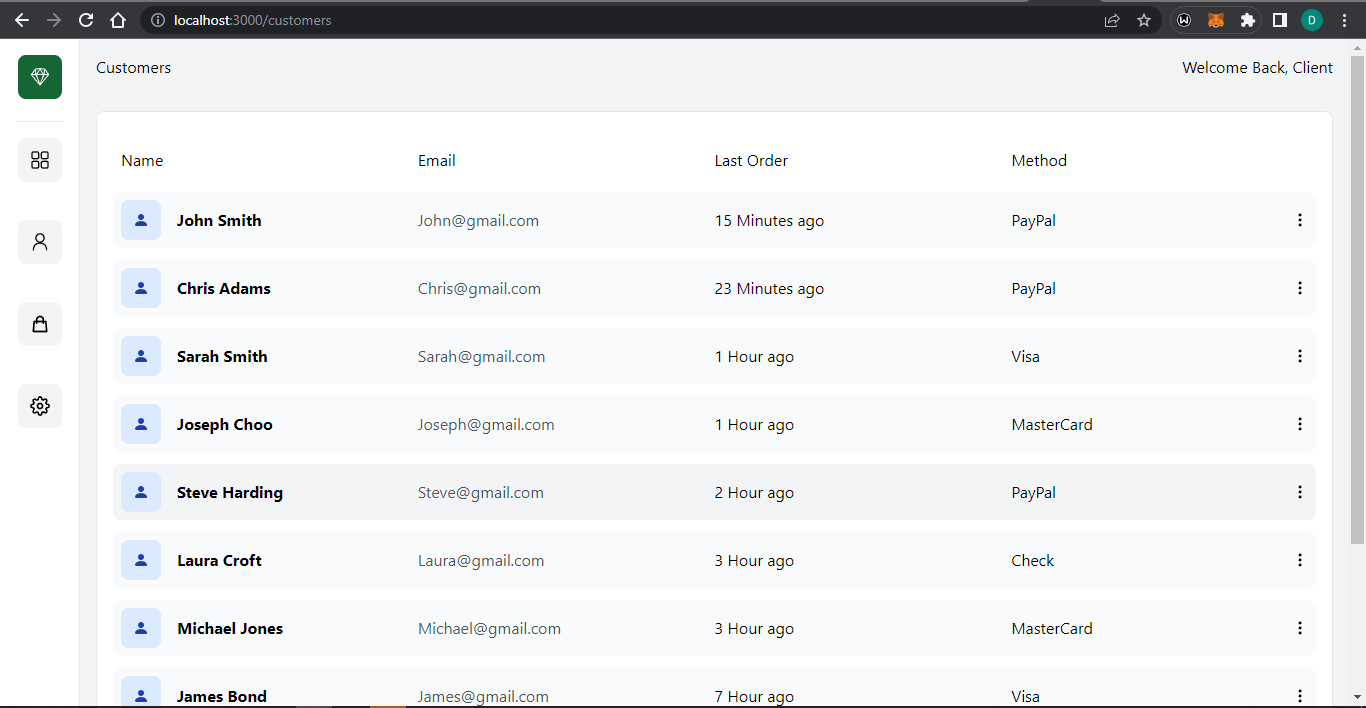 localhost:3000/customers
D
Customers
Welcome Back, Client
Name Email Last Order Method
John Smith John@gmail.com 15 Minutes ago PayPal
Chris Adams Chris@gmail.com 23 Minutes ago PayPal
Sarah Smith Sarah@gmail.com 1 Hour ago Visa
Joseph Choo Joseph@gmail.com 1 Hour ago MasterCard
Steve Harding Steve@gmail.com 2 Hour ago PayPal
Laura Croft Laura@gmail.com 3 Hour ago Check
Michael Jones Michael@gmail.com 3 Hour ago MasterCard
James Bond James@gmail.com 7 Hour ago Visa